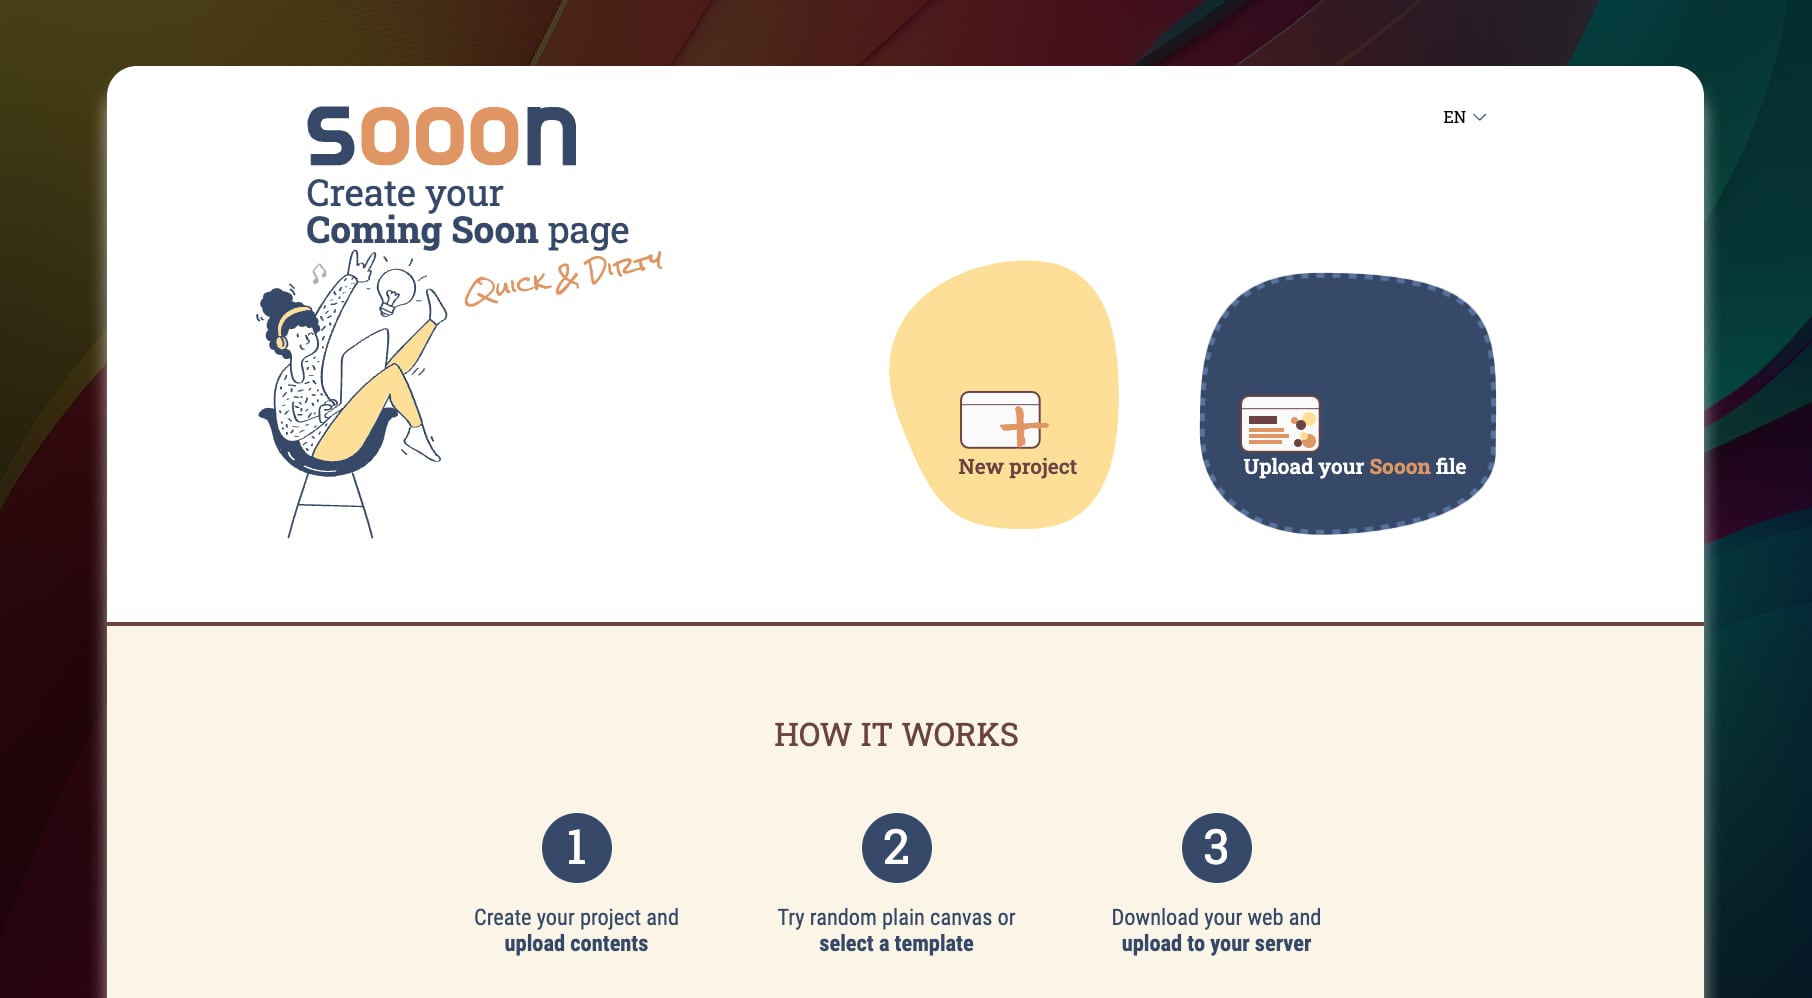 sooon
EN
Create your
Coming Soon page
Quick & Dirty
New project
Upload your Sooon file
HOW IT WORKS
1
2
3
Create your project and
upload contents
Try random plain canvas or
select a template
Download your web and
upload to your server